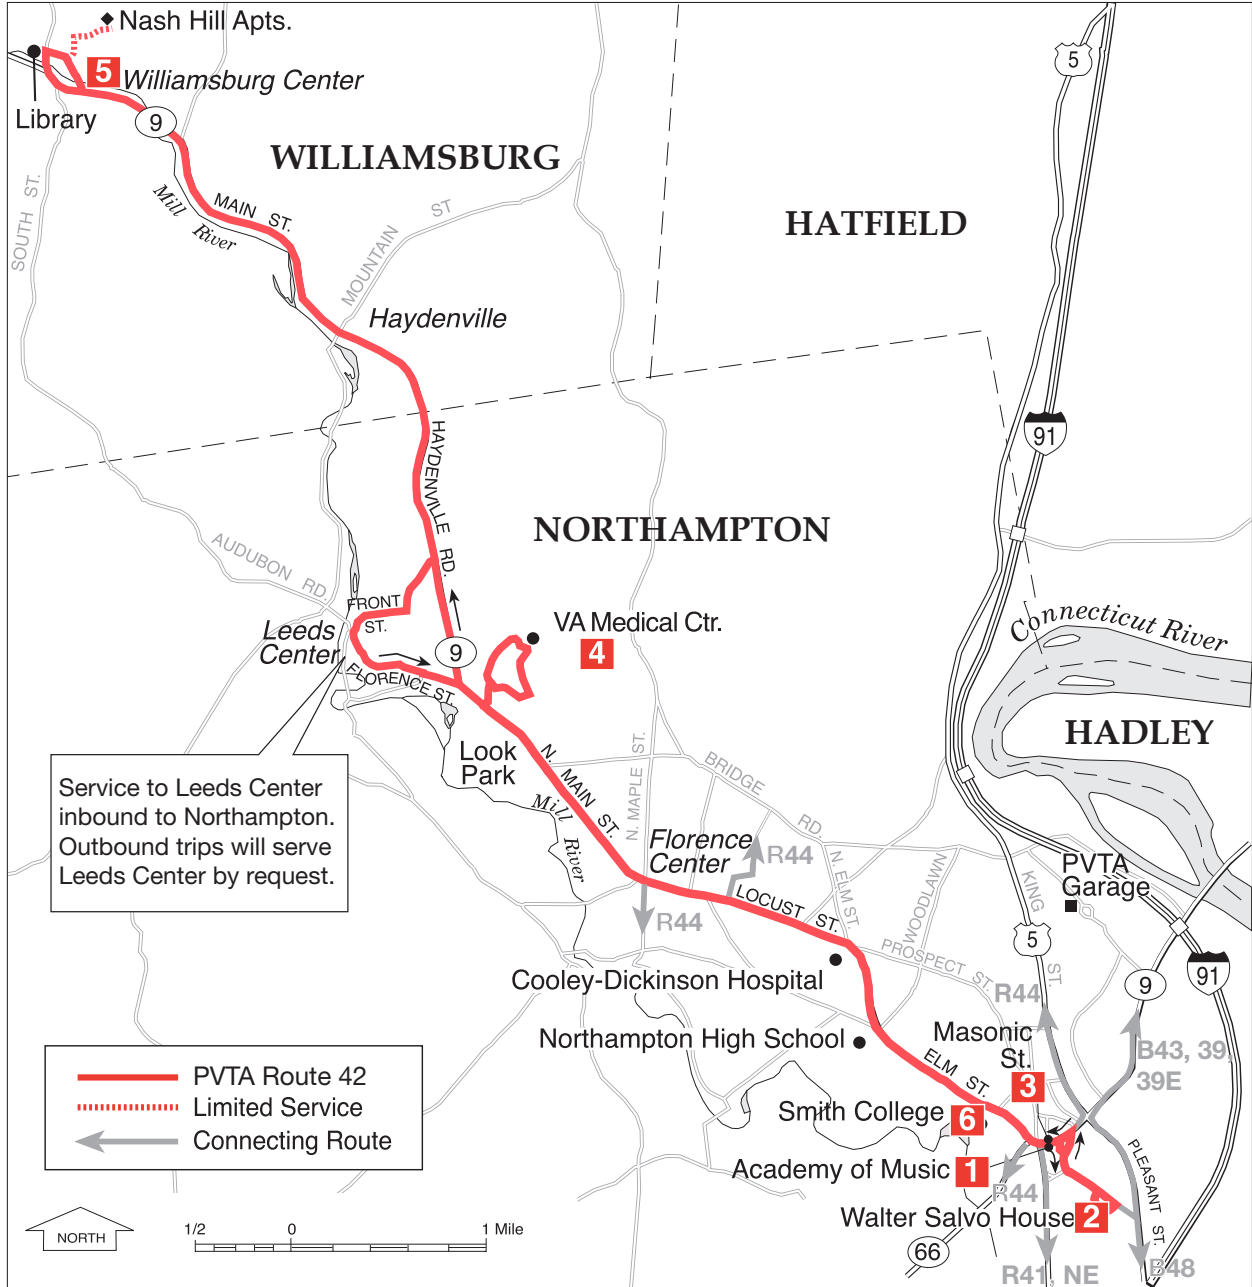 Nash Hill Apts.
5
Williamsburg Center
Library
9
5
WILLIAMSBURG
HATFIELD
SOUTH ST.
Mill River
MAIN ST.
MOUNTAIN ST
Haydenville
91
HAYDENVILLE RD.
NORTHAMPTON
AUDUBON RD.
FRONT
ST.
Leeds
Center
9
VA Medical Ctr.
4
FLORENCE ST.
Connecticut River
HADLEY
Look
Park
N. MAIN ST.
N. MAPLE ST.
BRIDGE RD.
Service to Leeds Center
inbound to Northampton.
Outbound trips will serve
Leeds Center by request.
Mill River
Florence
Center
R44
N. ELM ST.
WOODLAWN
KING ST.
PVTA
Garage
R44
LOCUST ST.
5
PROSPECT ST.
91
9
Cooley-Dickinson Hospital
R44
Northampton High School
Masonic
St.
3
B43, 39,
39E
ELM ST.
PVTA Route 42
Limited Service
Connecting Route
Smith College
6
Academy of Music
1
R44
PLEASANT ST.
Walter Salvo House
2
NORTH
1/2 0 1 Mile
66
R41, NE
B48